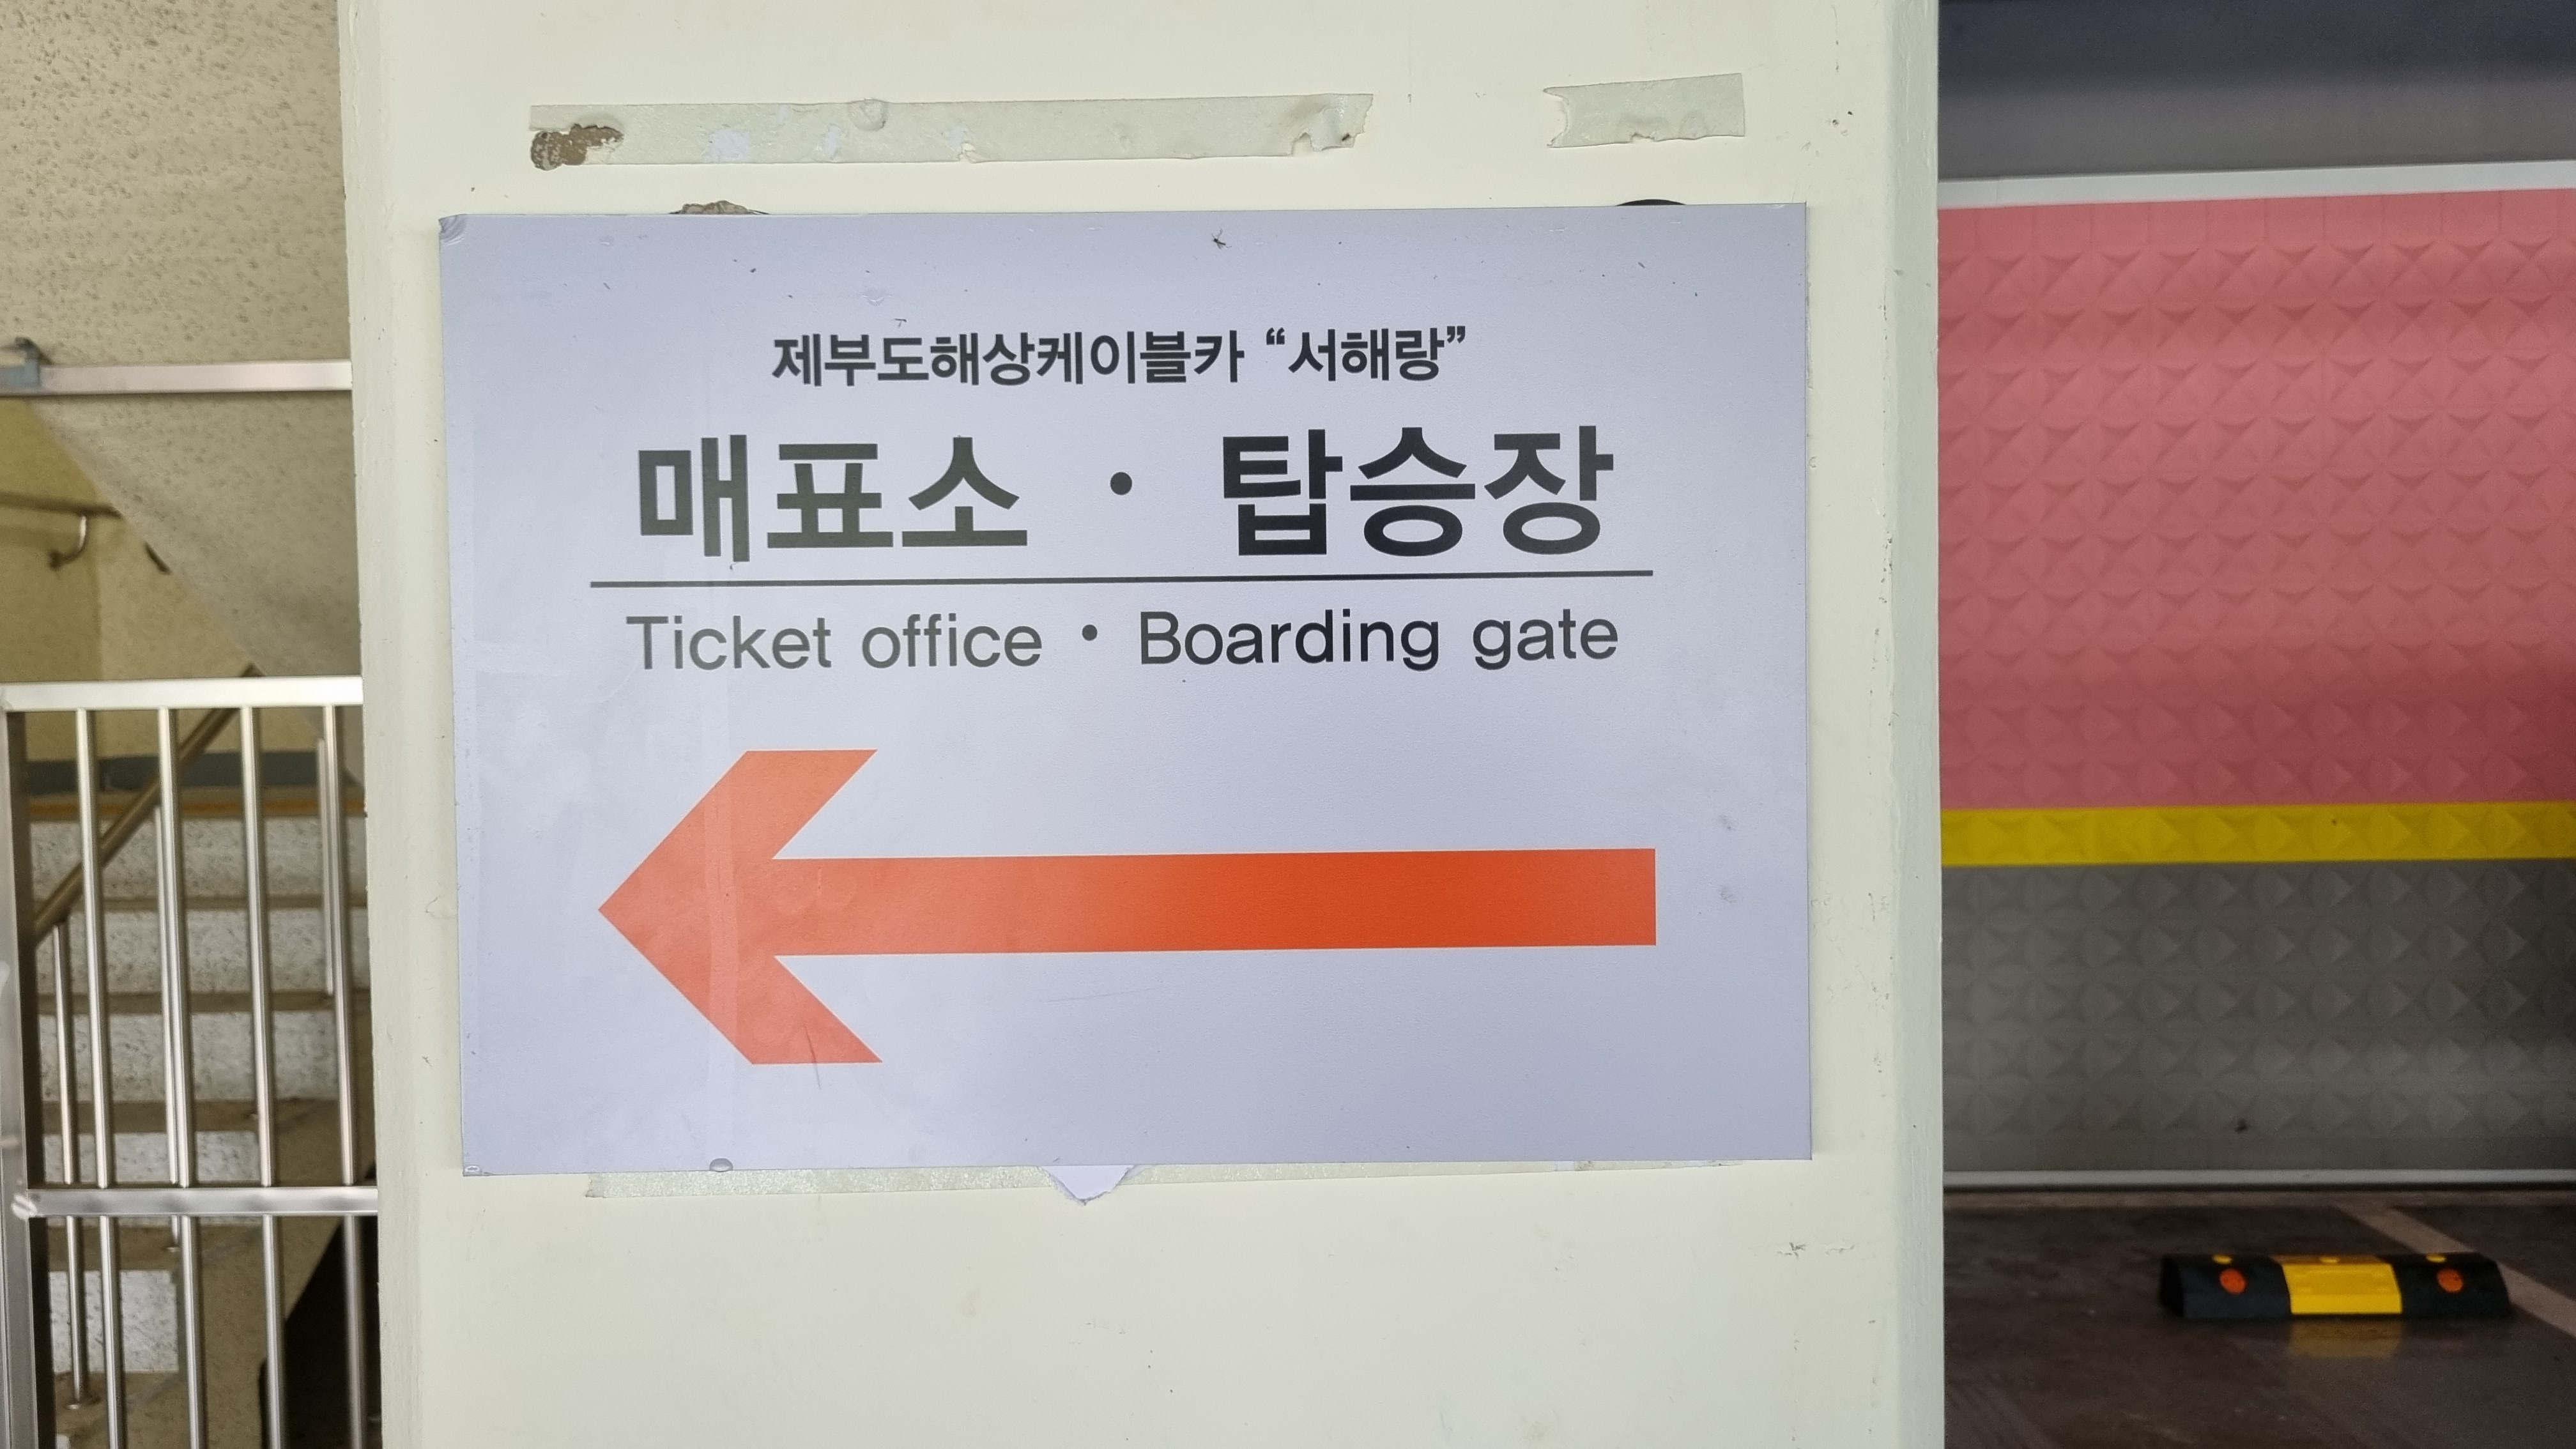 제부도해상케이블카 “서해랑”
매표소 · 탑승장
Ticket office · Boarding gate